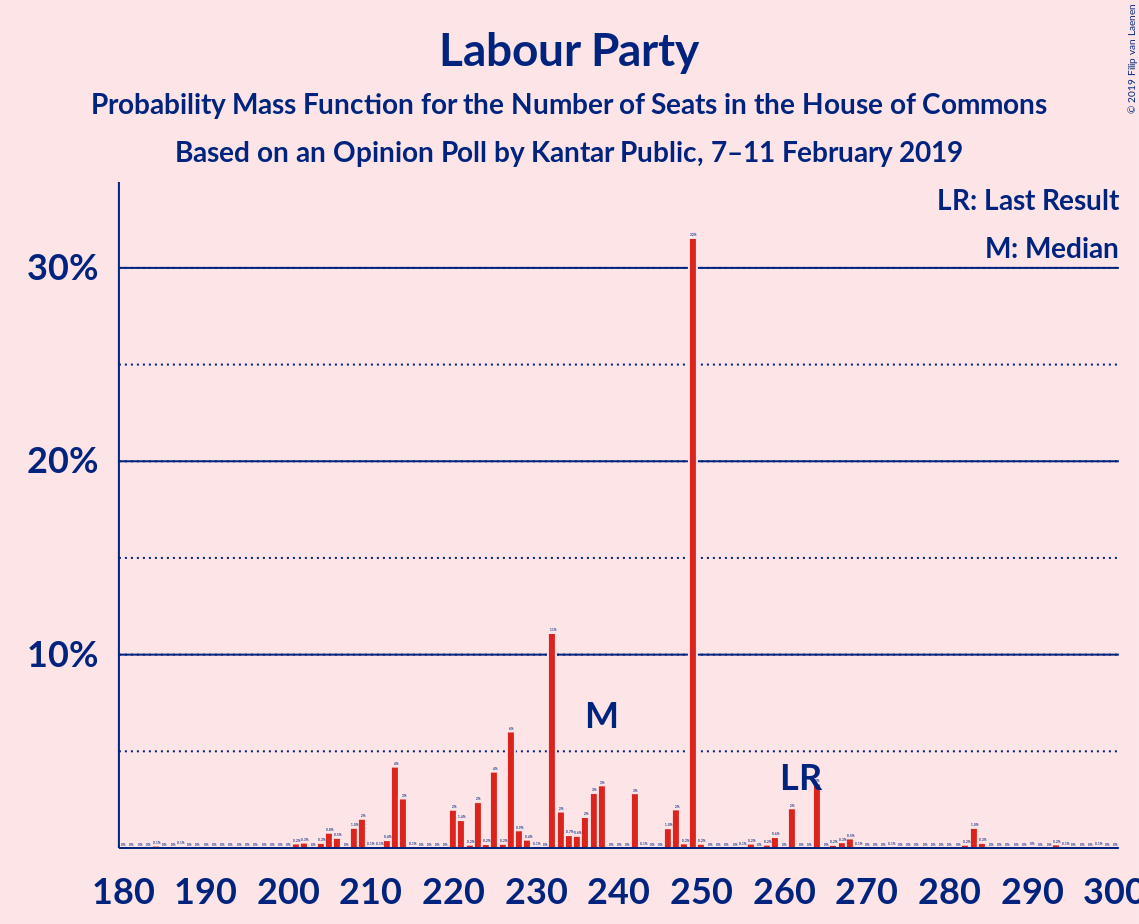 Labour Party
Probability Mass Function for the Number of Seats in the House of Commons
Based on an Opinion Poll by Kantar Public, 7–11 February 2019
© 2019 Filip van Laenen
LR: Last Result
M: Median
30%
20%
10%
M
LR
180 190 200 210 220 230 240 250 260 270 280 290 300